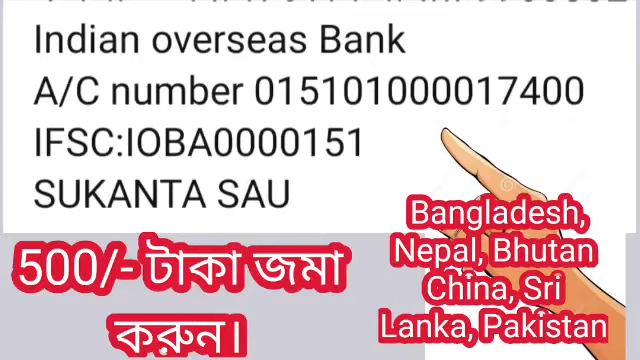 Indian overseas Bank
A/C number 015101000017400
IFSC:IOBA0000151
SUKANTA SAU
500/- টাকা জমা
করুন।
Bangladesh,
Nepal, Bhutan
China, Sri
Lanka, Pakistan